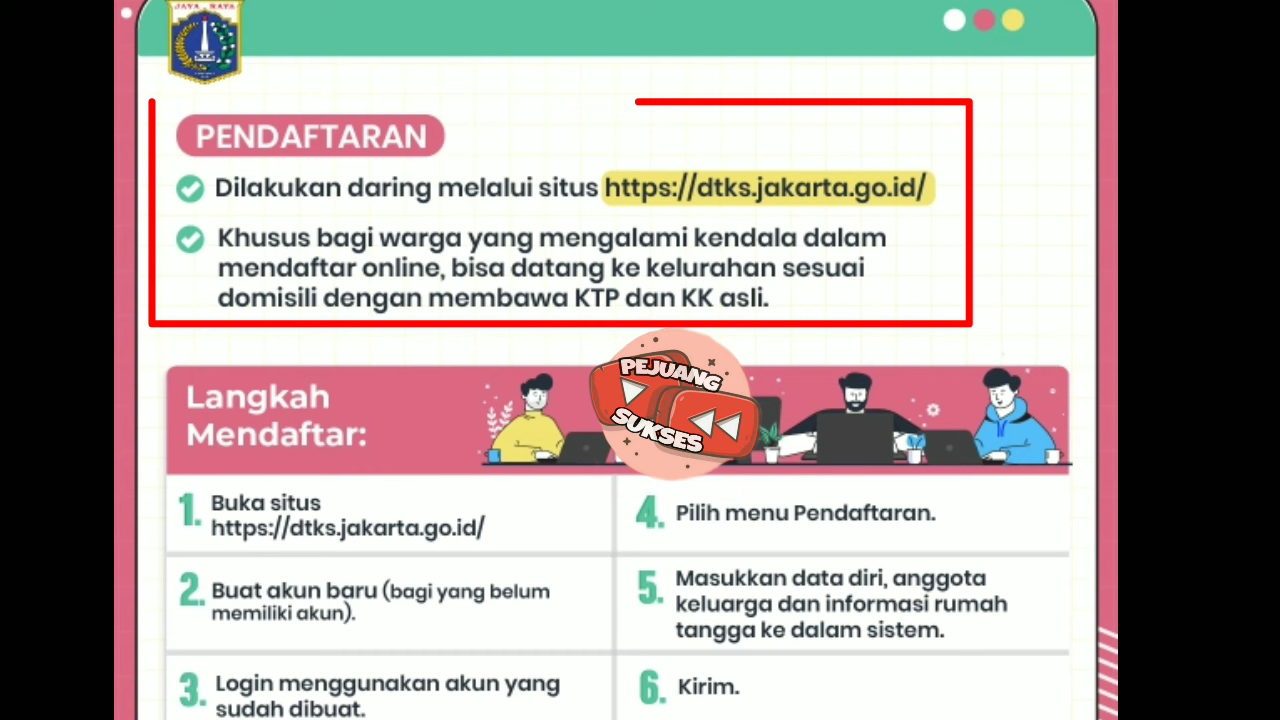 JAYA RAYA
PENDAFTARAN
Dilakukan daring melalui situs https://dtks.jakarta.go.id/
Khusus bagi warga yang mengalami kendala dalam
mendaftar online, bisa datang ke kelurahan sesuai
domisili dengan membawa KTP dan KK asli.
PEJUANG
SUKSES
Langkah
Mendaftar:
1. Buka situs
https://dtks.jakarta.go.id/
2. Buat akun baru (bagi yang belum
memiliki akun).
3. Login menggunakan akun yang
sudah dibuat.
4. Pilih menu Pendaftaran.
5. Masukkan data diri, anggota
keluarga dan informasi rumah
tangga ke dalam sistem.
6. Kirim.